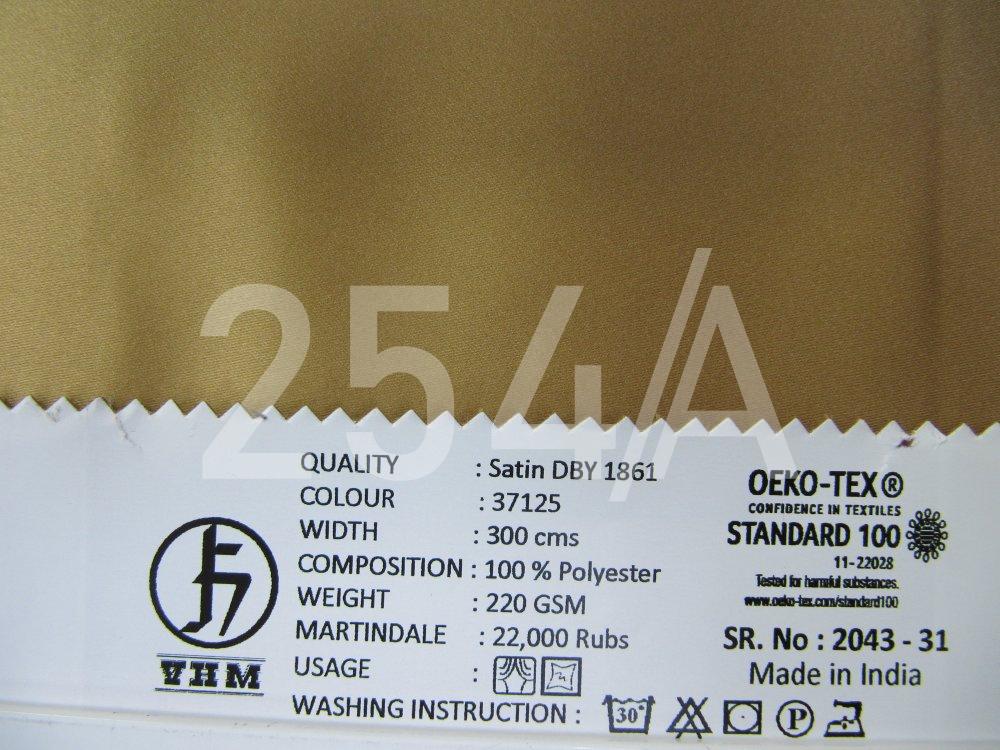 254/A
QUALITY : Satin DBY 1861
COLOUR : 37125
WIDTH : 300 cms
COMPOSITION : 100 % Polyester
WEIGHT : 220 GSM
MARTINDALE : 22,000 Rubs
USAGE :
WASHING INSTRUCTION : 30° P
VHM
OEKO-TEX®
CONFIDENCE IN TEXTILES
STANDARD 100
11-22028
Tested for harmful substances.
www.oeko-tex.com/standard100
SR. No : 2043 - 31
Made in India